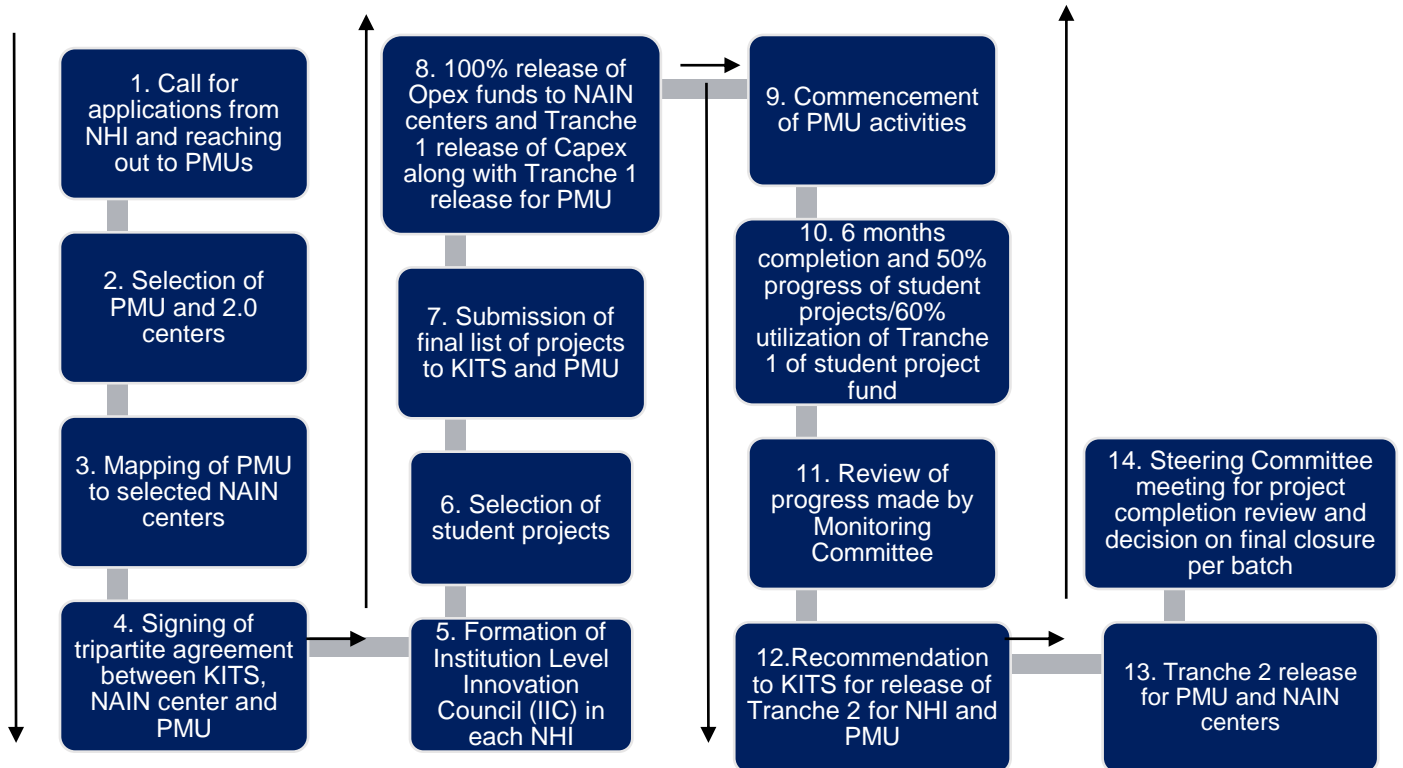 1. Call for
applications from
NHI and reaching
out to PMUs
2. Selection of
PMU and 2.0
centers
3. Mapping of PMU
to selected NAIN
centers
4. Signing of
tripartite agreement
between KITS,
NAIN center and
PMU
5. Formation of
Institution Level
Innovation
Council (IIC) in
each NHI
6. Selection of
student projects
7. Submission of
final list of projects
to KITS and PMU
8. 100% release of
Opex funds to NAIN
centers and Tranche
1 release of Capex
along with Tranche 1
release for PMU
9. Commencement
of PMU activities
10. 6 months
completion and 50%
progress of student
projects/60%
utilization of Tranche
1 of student project
fund
11. Review of
progress made by
Monitoring
Committee
12.Recommendation
to KITS for release of
Tranche 2 for NHI and
PMU
13. Tranche 2 release
for PMU and NAIN
centers
14. Steering Committee
meeting for project
completion review and
decision on final closure
per batch